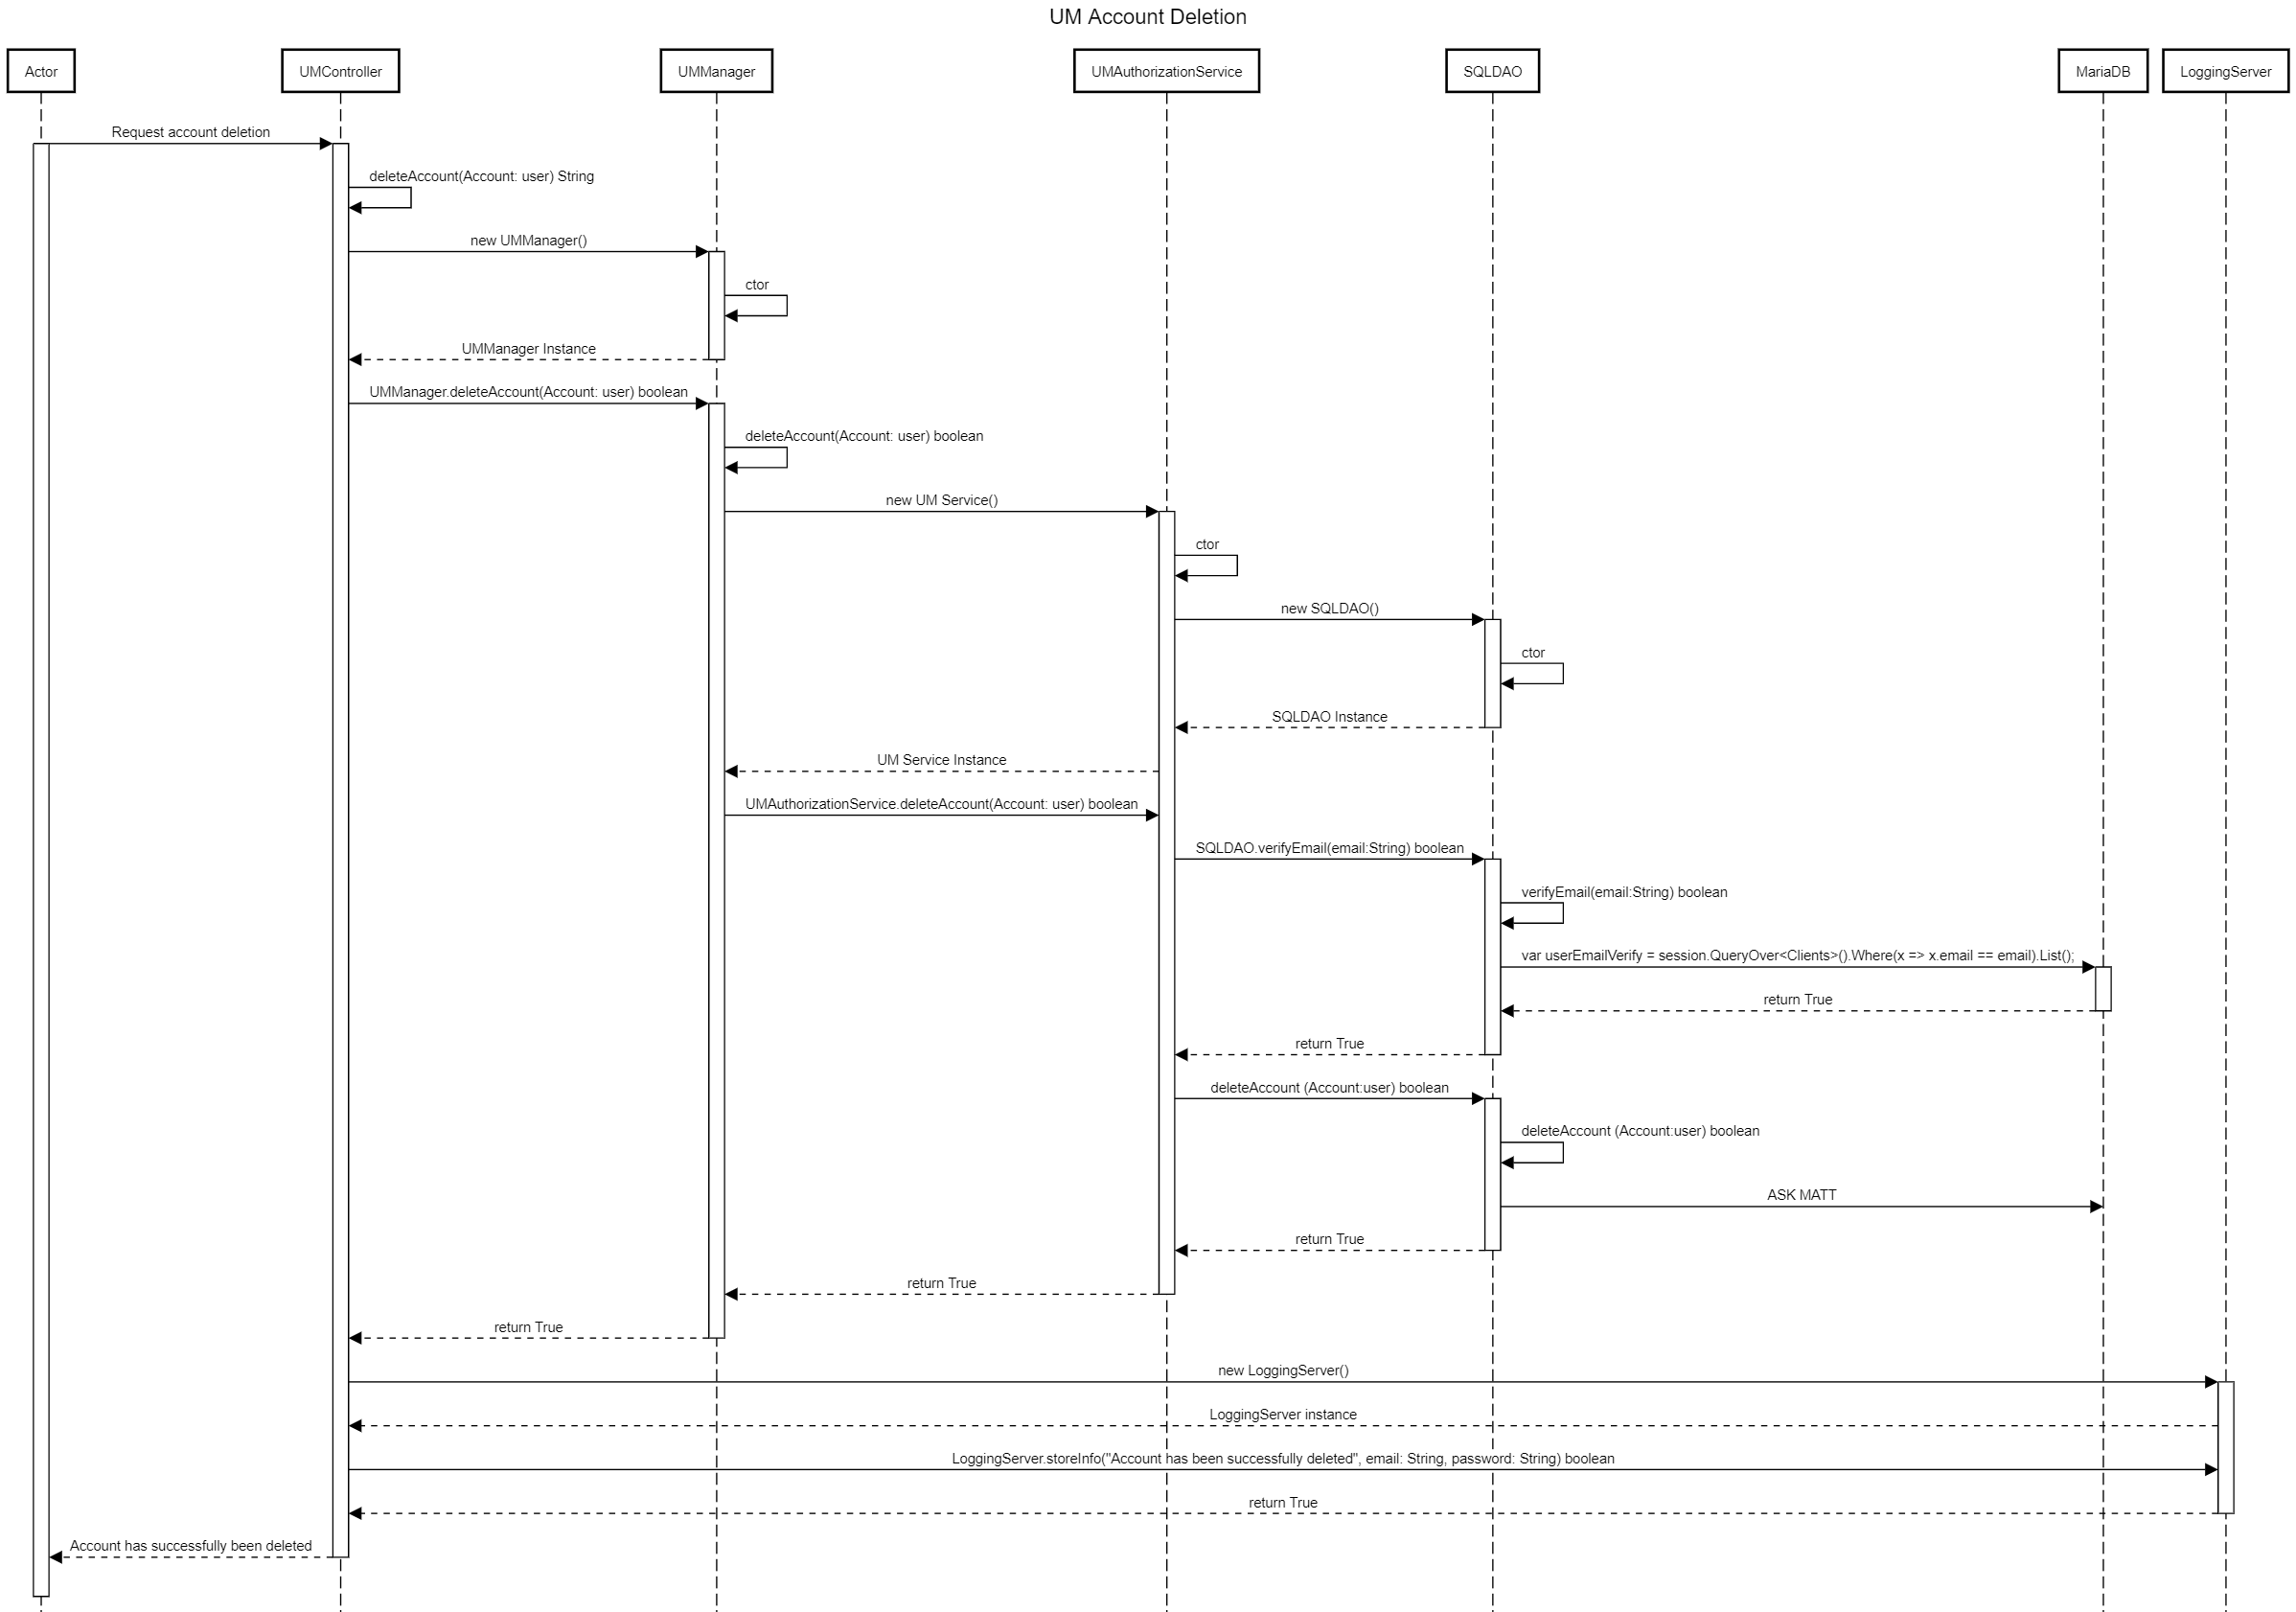 UM Account Deletion
Actor
UMController
UMManager
UMAuthorizationService
SQLDAO
MariaDB
LoggingServer
Request account deletion
deleteAccount(Account: user) String
new UMManager()
ctor
UMManager Instance
UMManager.deleteAccount(Account: user) boolean
deleteAccount(Account: user) boolean
new UM Service()
ctor
new SQLDAO()
ctor
SQLDAO Instance
UM Service Instance
UMAuthorizationService.deleteAccount(Account: user) boolean
SQLDAO.verifyEmail(email:String) boolean
verifyEmail(email:String) boolean
var userEmailVerify = session.QueryOver<Clients>().Where(x => x.email == email).List();
return True
return True
deleteAccount (Account:user) boolean
deleteAccount (Account:user) boolean
ASK MATT
return True
return True
return True
new LoggingServer()
LoggingServer instance
LoggingServer.storeInfo("Account has been successfully deleted", email: String, password: String) boolean
return True
Account has successfully been deleted